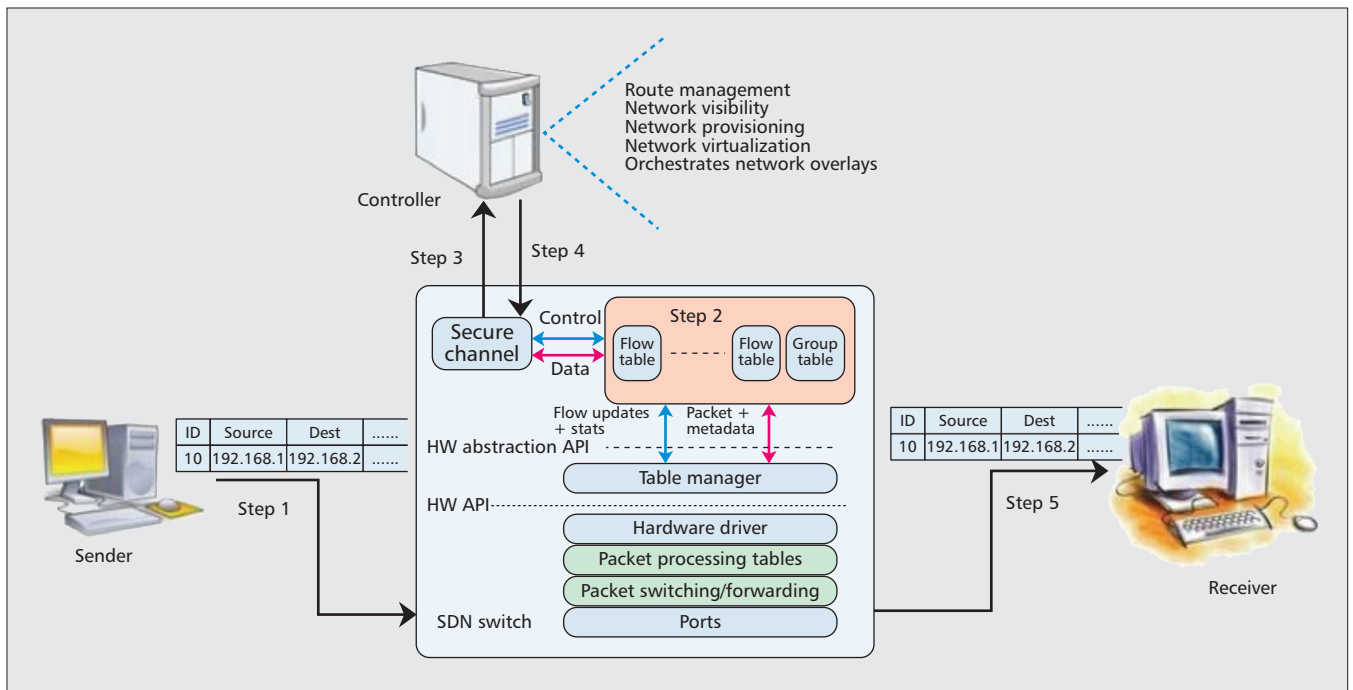 Route management
Network visibility
Network provisioning
Network virtualization
Orchestrates network overlays
Controller
Step 3
Step 4
Secure
channel
Control
Data
Step 2
Flow
table
Flow
table
Group
table
Flow updates
+ stats
Packet +
metadata
HW abstraction API
Table manager
HW API
Hardware driver
Packet processing tables
Packet switching/forwarding
Ports
SDN switch
ID Source Dest ......
10 192.168.1 192.168.2 ......
Step 1
Sender
ID Source Dest ......
10 192.168.1 192.168.2 ......
Step 5
Receiver